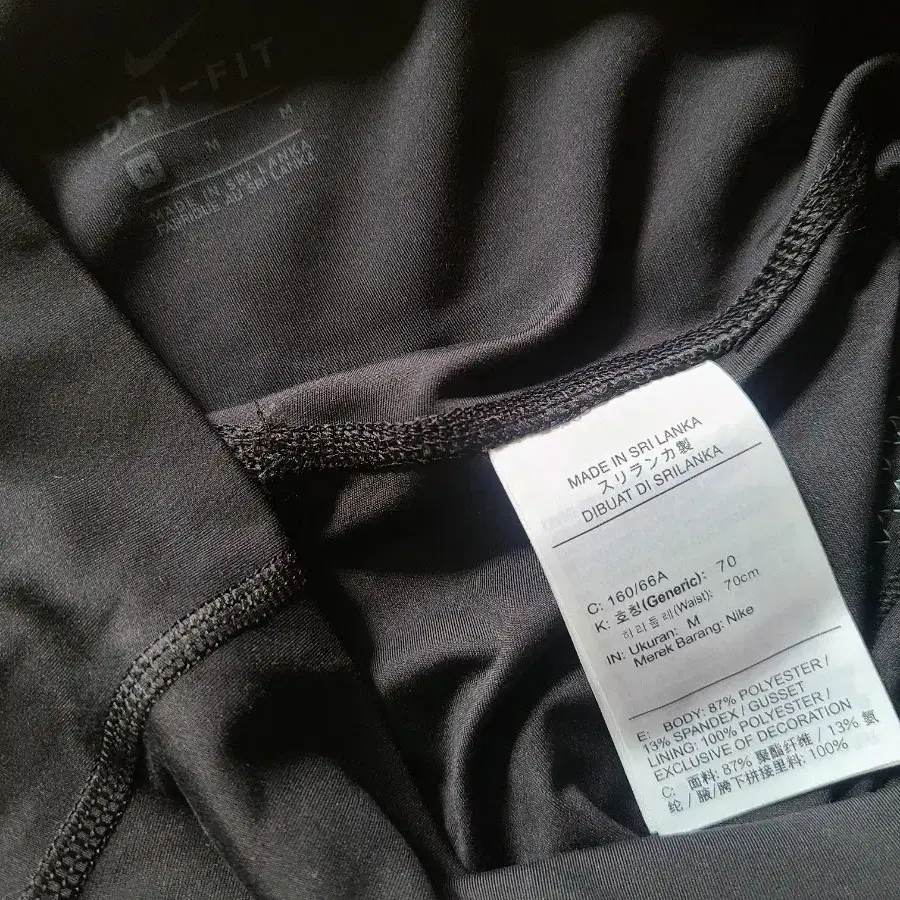 DRI-FIT
M M M
MADE IN SRI LANKA
FABRIQUÉ AU SRI LANKA
MADE IN SRI LANKA
スリランカ製
DIBUAT DI SRILANKA
C: 160/66A
K: 호칭(Generic): 70
허리둘레(Waist): 70cm
IN: Ukuran: M
Merek Barang: Nike
E: BODY: 87% POLYESTER /
13% SPANDEX / GUSSET
LINING: 100% POLYESTER /
EXCLUSIVE OF DECORATION
C: 面料: 87% 聚酯纤维 / 13% 氨
纶 / 腋/胯下拼接里料: 100%